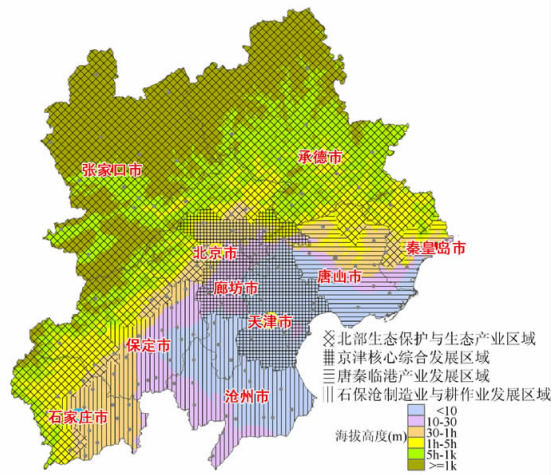 张家口市
承德市
秦皇岛市
北京市
唐山市
廊坊市
天津市
保定市
沧州市
石家庄市
北部生态保护与生态产业区域
京津核心综合发展区域
唐秦临港产业发展区域
石保沧制造业与耕作业发展区域
海拔高度(m)
<10
10-30
30-1h
1h-5h
5h-1k
>=1k